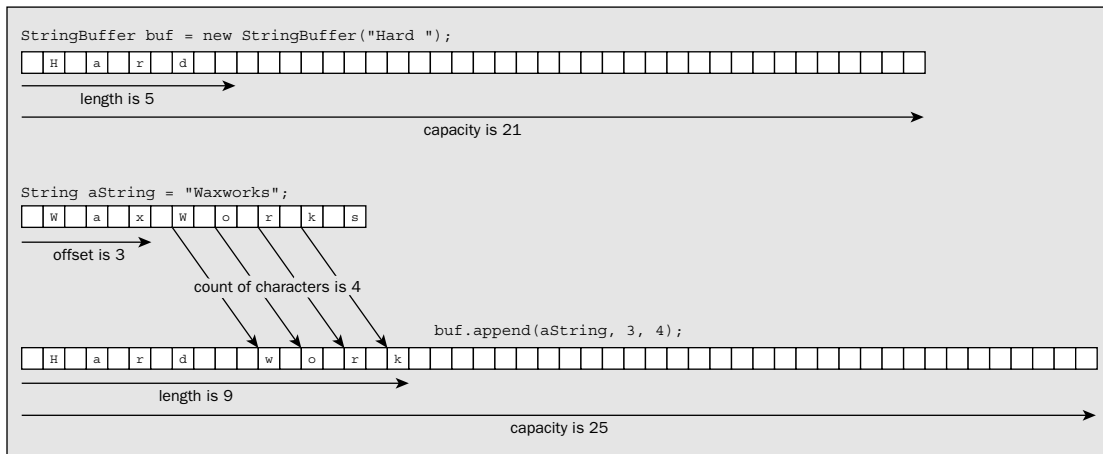 StringBuffer buf = new StringBuffer("Hard ");
H a r d
length is 5
capacity is 21
String aString = "Waxworks";
W a x W o r k s
offset is 3
count of characters is 4
buf.append(aString, 3, 4);
H a r d w o r k
length is 9
capacity is 25